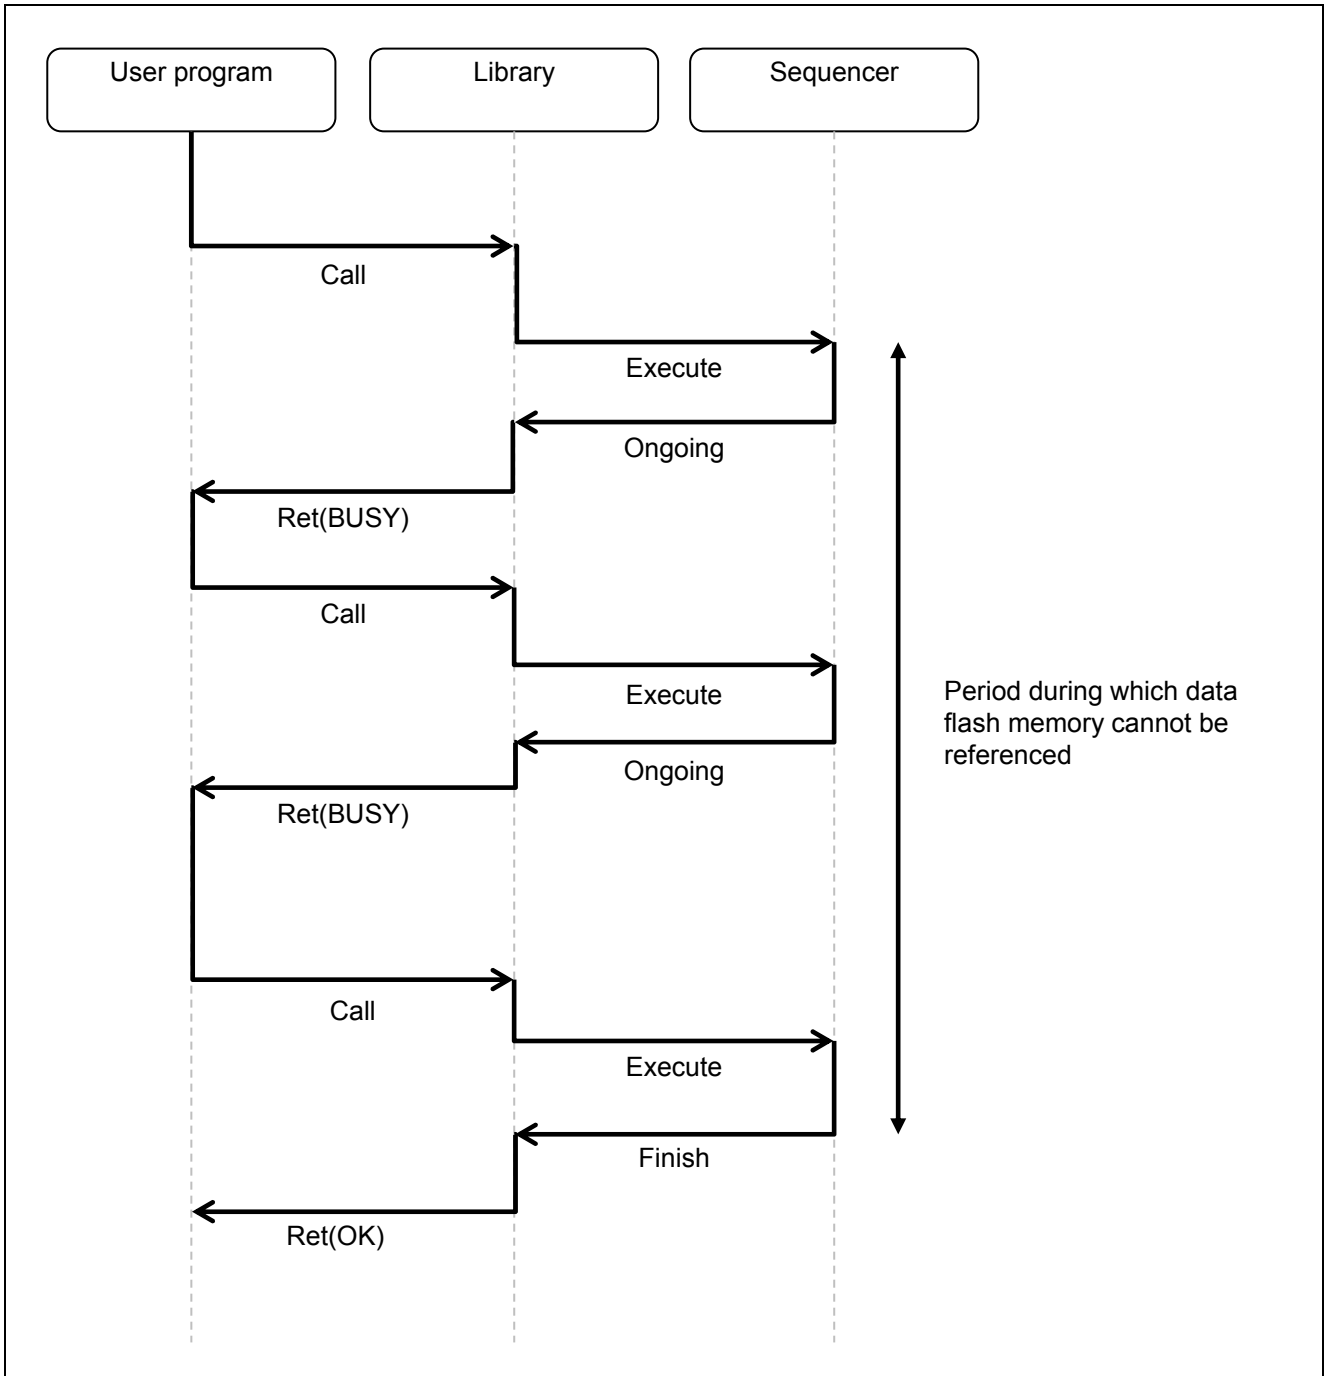 User program
Library
Sequencer
Call
Execute
Ongoing
Ret(BUSY)
Call
Execute
Period during which data
flash memory cannot be
referenced
Ongoing
Ret(BUSY)
Call
Execute
Finish
Ret(OK)